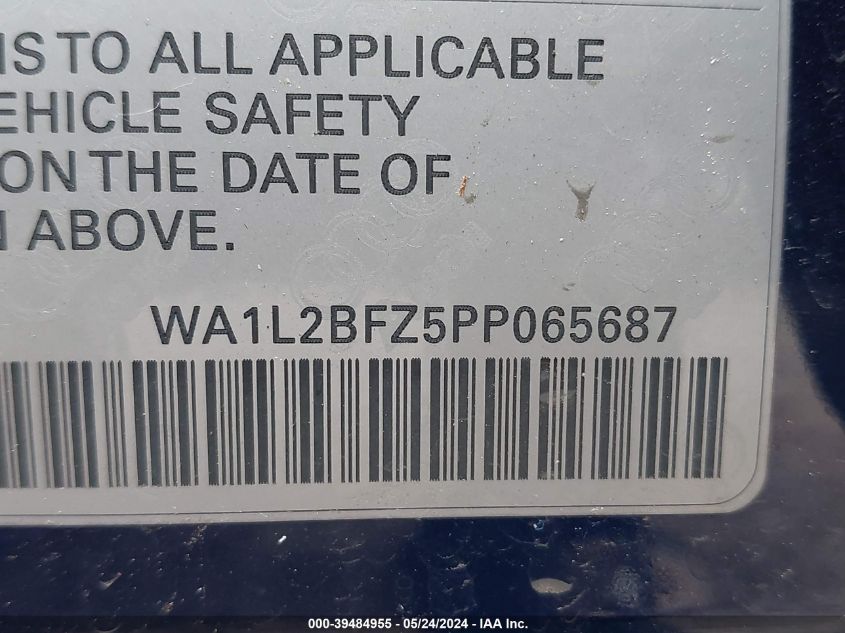 IS TO ALL APPLICABLE
EHICLE SAFETY
ON THE DATE OF
ABOVE.
WA1L2BFZ5PP065687
000-39484955 - 05/24/2024 - IAA Inc.